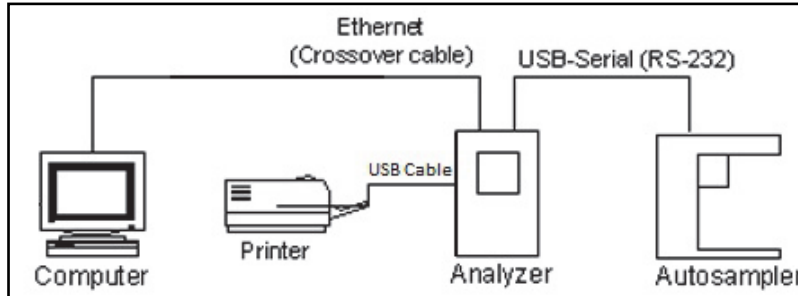 Ethernet
(Crossover cable)
USB-Serial (RS-232)
USB Cable
Printer
Computer
Analyzer
Autosampler